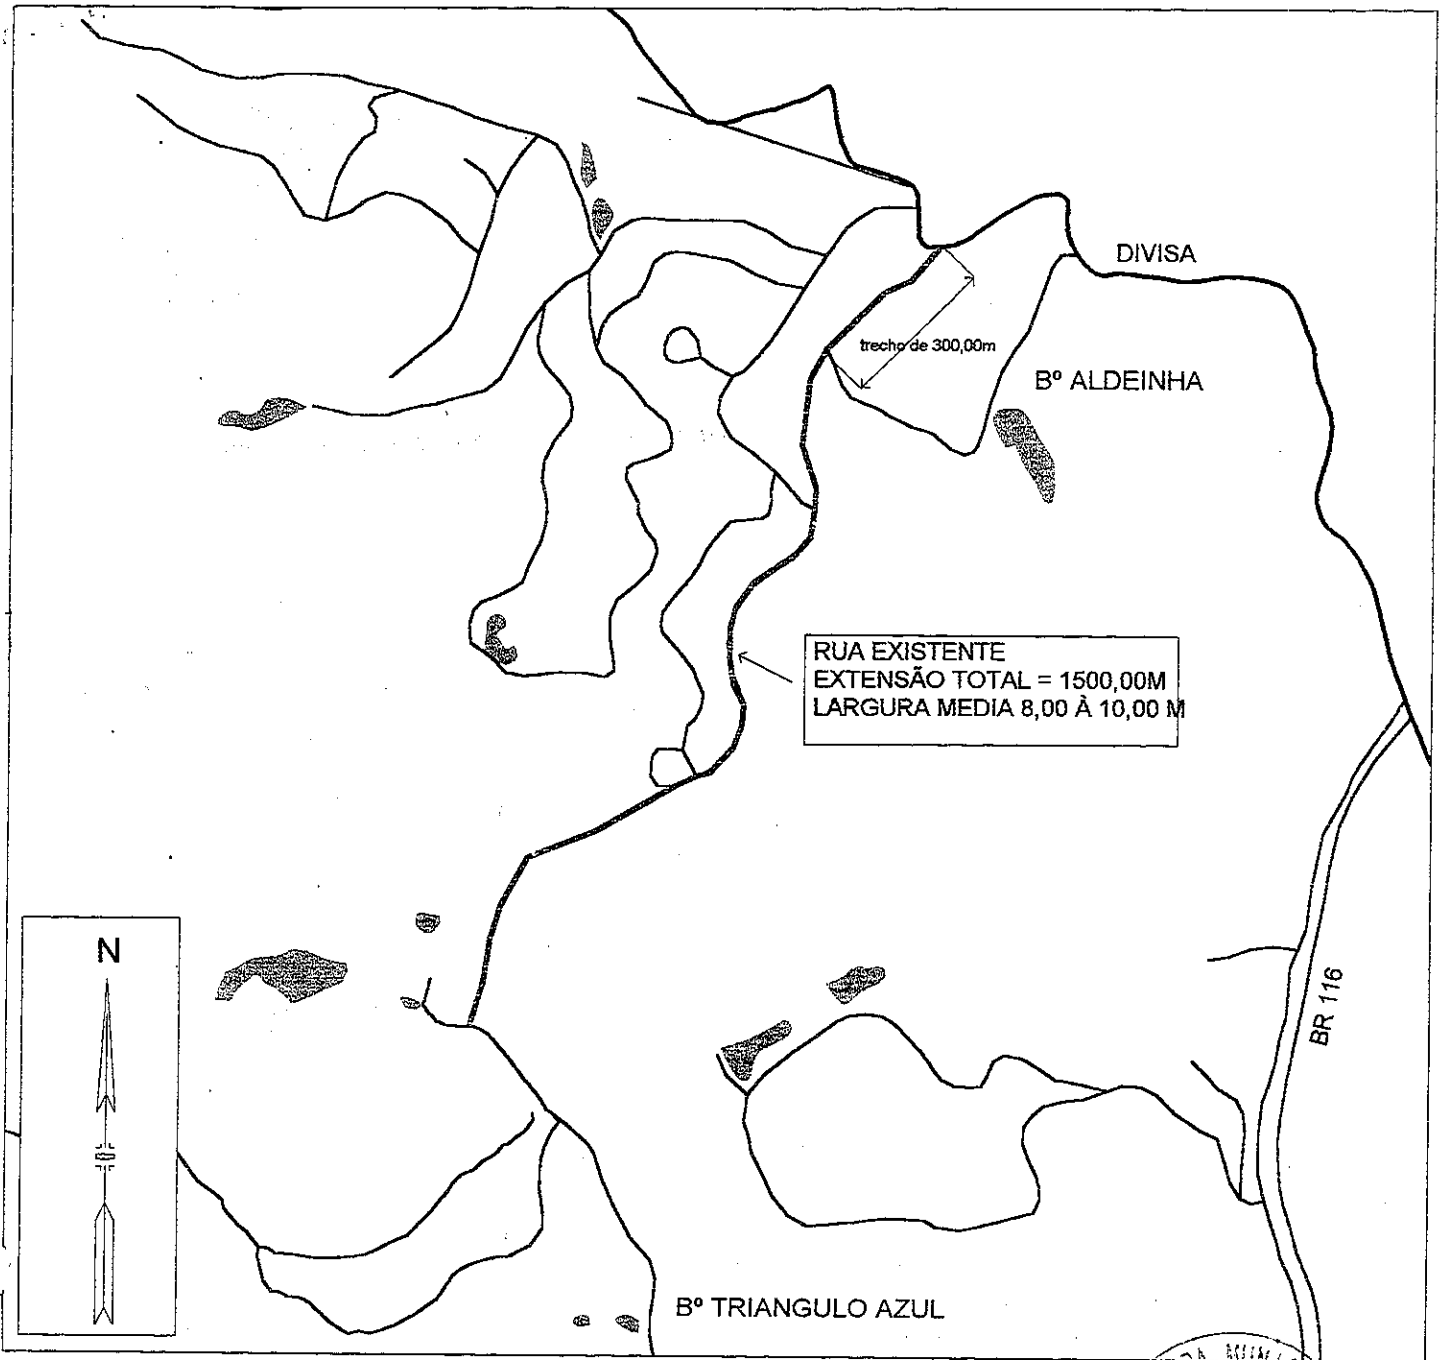 DIVISA
trecho de 300,00m
Bº ALDEINHA
RUA EXISTENTE
EXTENSÃO TOTAL = 1500,00M
LARGURA MEDIA 8,00 À 10,00 M
N
BR 116
Bº TRIANGULO AZUL